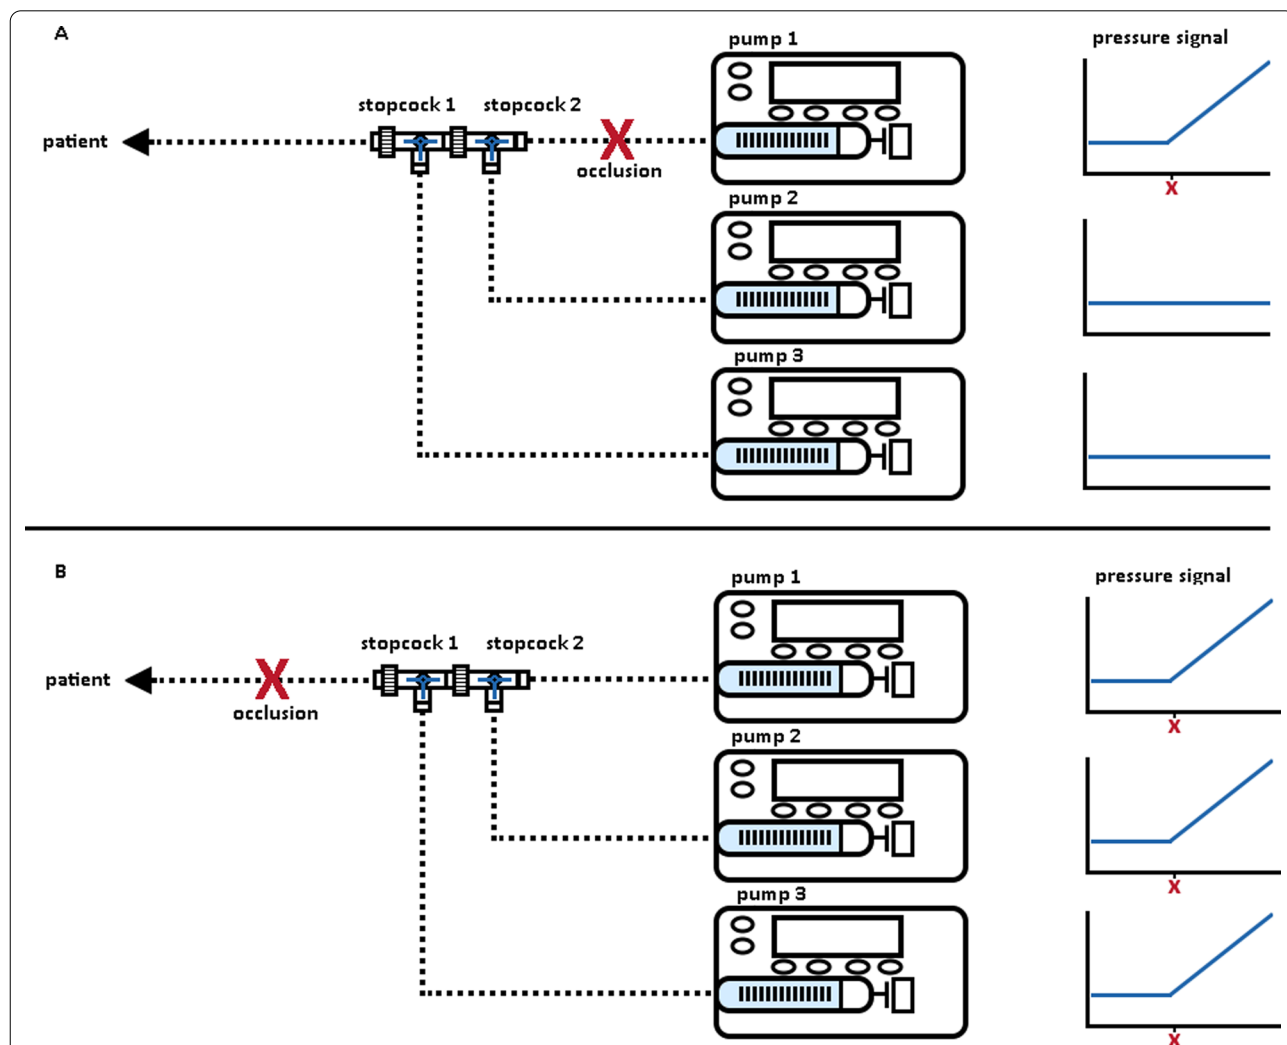 A
pump 1
pressure signal
stopcock 1
stopcock 2
patient
X
occlusion
X
pump 2
pump 3
B
pump 1
pressure signal
stopcock 1
stopcock 2
patient
X
occlusion
X
pump 2
X
pump 3
X